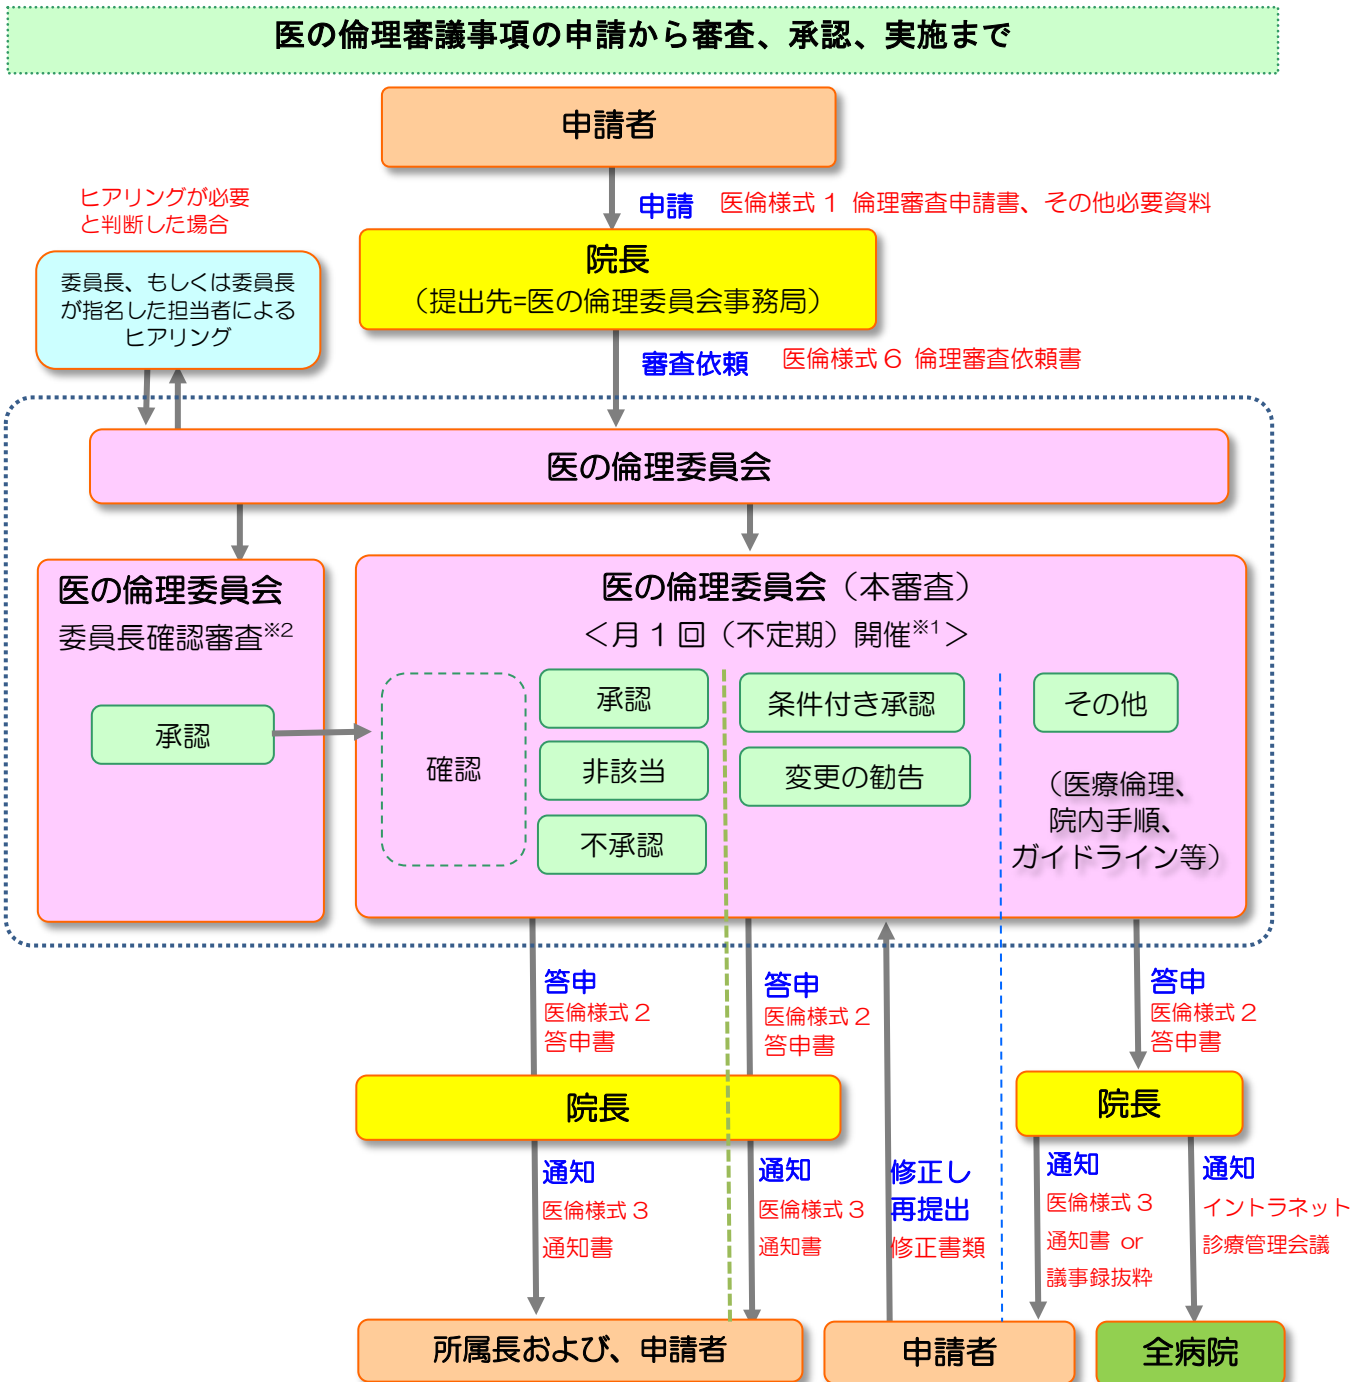 医の倫理審議事項の申請から審査、承認、実施まで
申請者
申請 医倫様式1 倫理審査申請書、その他必要資料
ヒアリングが必要
と判断した場合
院長
（提出先=医の倫理委員会事務局）
委員長、もしくは委員長
が指名した担当者による
ヒアリング
審査依頼 医倫様式6 倫理審査依頼書
医の倫理委員会
医の倫理委員会
委員長確認審査※2
承認
医の倫理委員会（本審査）
＜月1回（不定期）開催※1＞
確認
承認
非該当
不承認
条件付き承認
変更の勧告
その他
（医療倫理、
院内手順、
ガイドライン等）
答申
医倫様式2
答申書
答申
医倫様式2
答申書
答申
医倫様式2
答申書
院長
院長
通知
医倫様式3
通知書
通知
医倫様式3
通知書
修正し
再提出
修正書類
通知
医倫様式3
通知書 or
議事録抜粋
通知
イントラネット
診療管理会議
所属長および、申請者
申請者
全病院